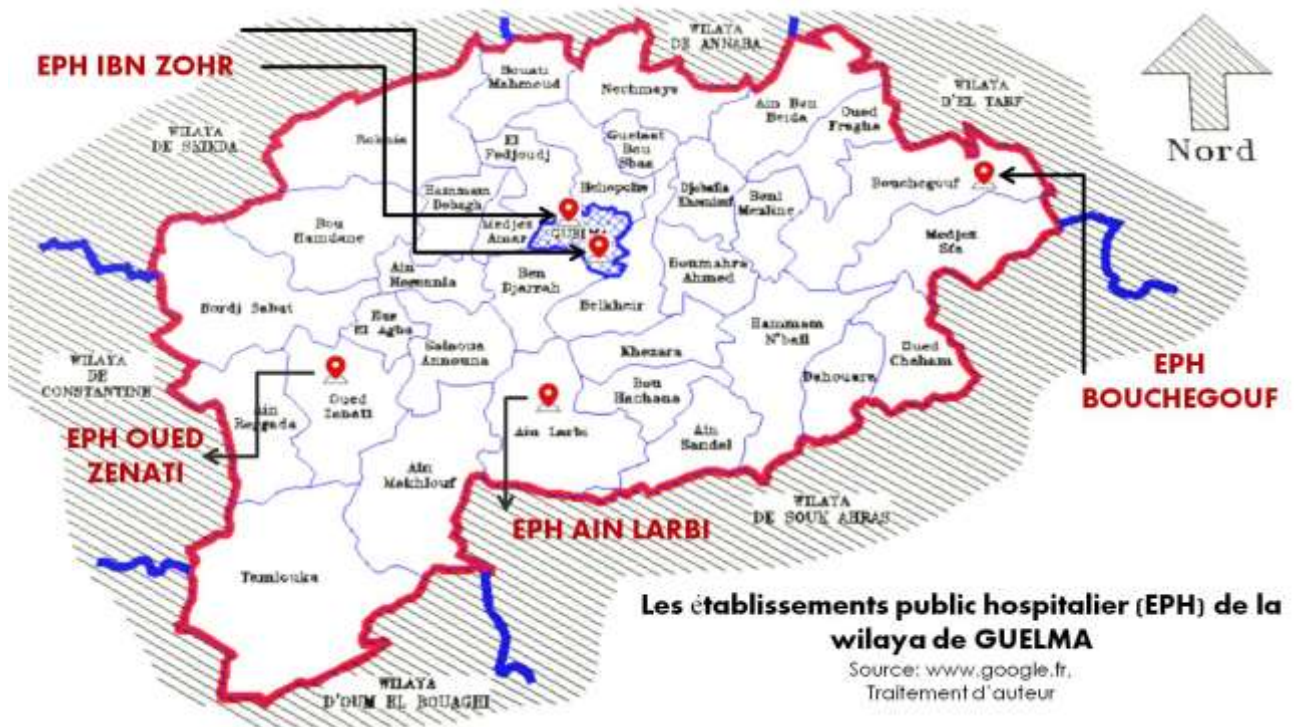 WILAYA
DE ANNABA
EPH IBN ZOHR
Houari
Mahmoud
Nechmaya
WILAYA
D'EL TARF
Ain Ben
Beida
Oued
Fragha
WILAYA
DE SKIKDA
Nord
Roknia
El
Fedjoudj
Guelaat
Bou
Sbaa
Bouchegouf
Hammam
Debagh
Heliopolis
Djeballa
Khemissi
Beni
Mezline
Bou
Hamdane
Medjez
Amar
GUELMA
Medjez
Sfa
Ain
Ben
Djarrah
Boumahra
Ahmed
Bordj Sabat
Belkheir
Ras
El Agba
Salaoua
Announa
Hammam
N'bail
Oued
Cheham
WILAYA
DE
CONSTANTINE
Khezara
Dahouara
EPH
BOUCHEGOUF
Oued
Zenati
Bou
Hachana
Ain
Reggada
EPH OUED
ZENATI
Ain Larbi
Ain
Sandel
Ain
Makhlouf
WILAYA
DE SOUK AHRAS
EPH AIN LARBI
Tamlouka
Les établissements public hospitalier (EPH) de la
wilaya de GUELMA
Source: www.google.fr,
Traitement d'auteur
WILAYA
D'OUM EL BOUAGHI